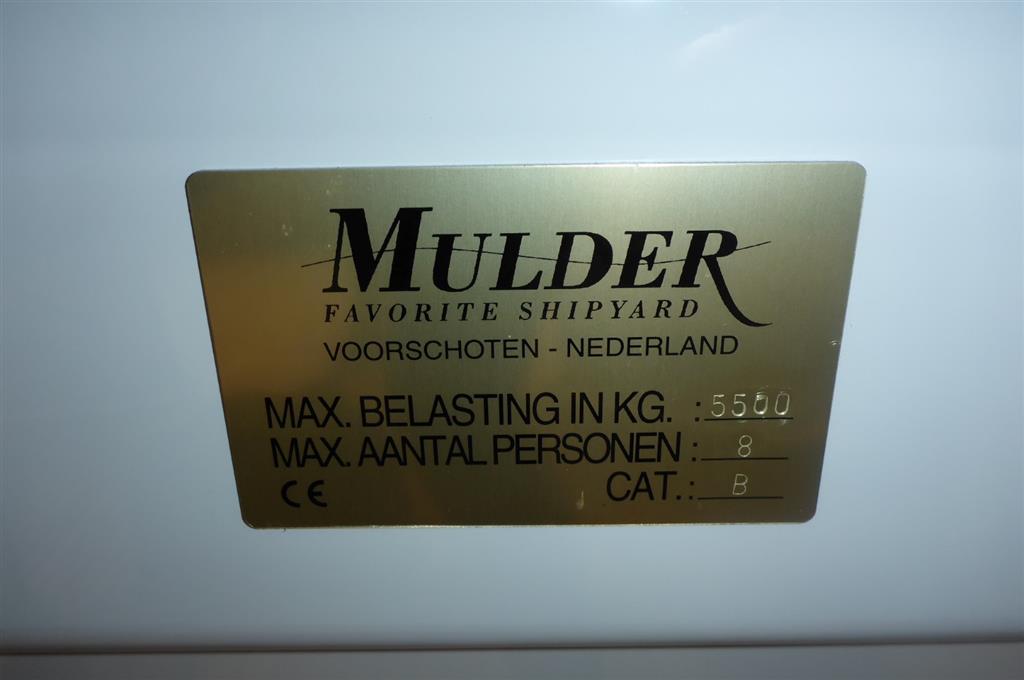 MULDER
FAVORITE SHIPYARD
VOORSCHOTEN - NEDERLAND
MAX. BELASTING IN KG. : 5500
MAX. AANTAL PERSONEN : 8
CE CAT.: B